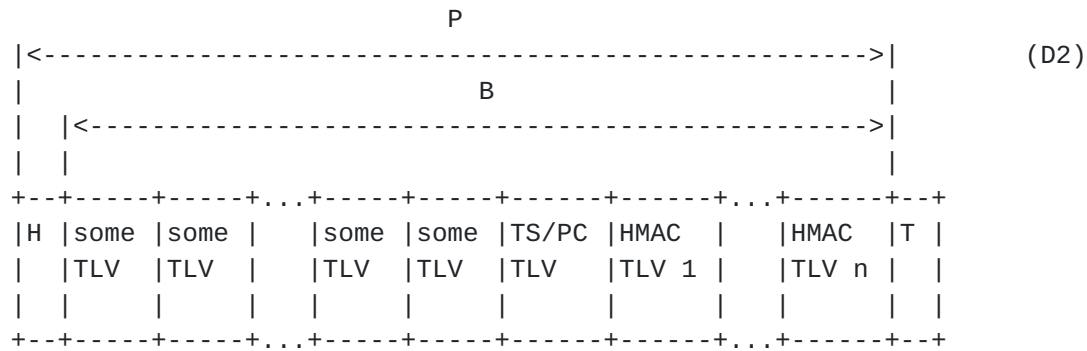 P
|<---------------------------------------------------->| (D2)
| B |
| |<-------------------------------------------------->|
| | |
+--+-----+-----+...+-----+-----+------+------+...+------+--+
|H |some |some | |some |some |TS/PC |HMAC | |HMAC |T |
| |TLV |TLV | |TLV |TLV |TLV |TLV 1 | |TLV n | |
| | | | | | | | | | | |
+--+-----+-----+...+-----+-----+------+------+...+------+--+